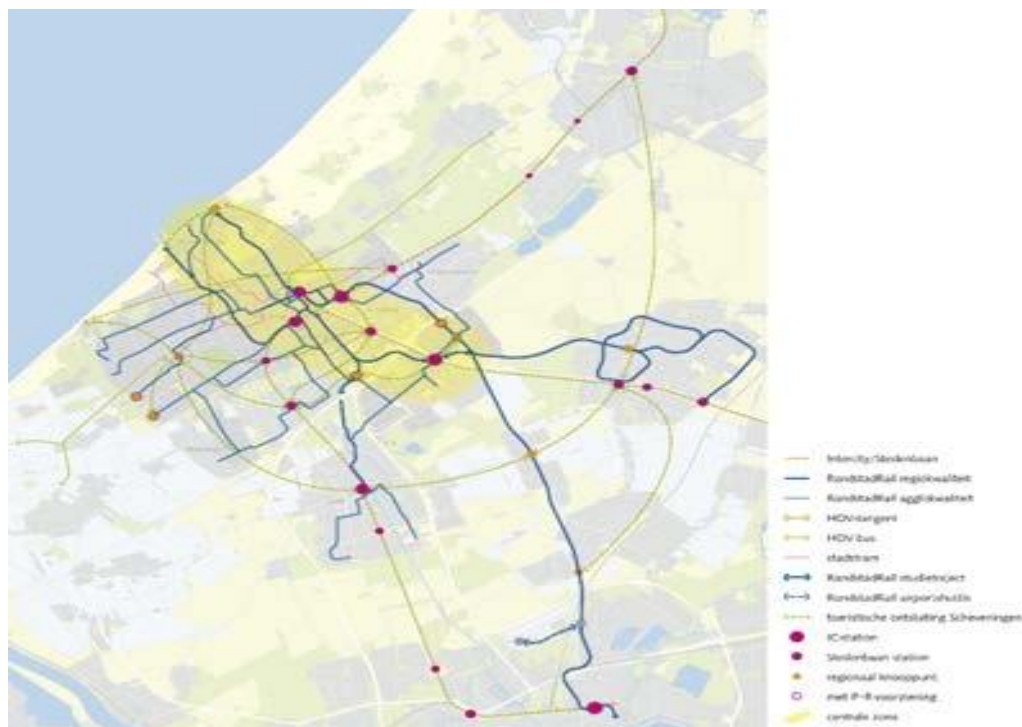 Intercity/Stedenbaan
RandstadRail regiokwaliteit
RandstadRail agglokwaliteit
HOV-tangent
HOV bus
stadstram
RandstadRail studietraject
RandstadRail airportshuttle
toeristische ontsluiting Scheveningen
IC-station
Stedenbaan station
regionaal knooppunt
met P+R voorziening
centrale zone